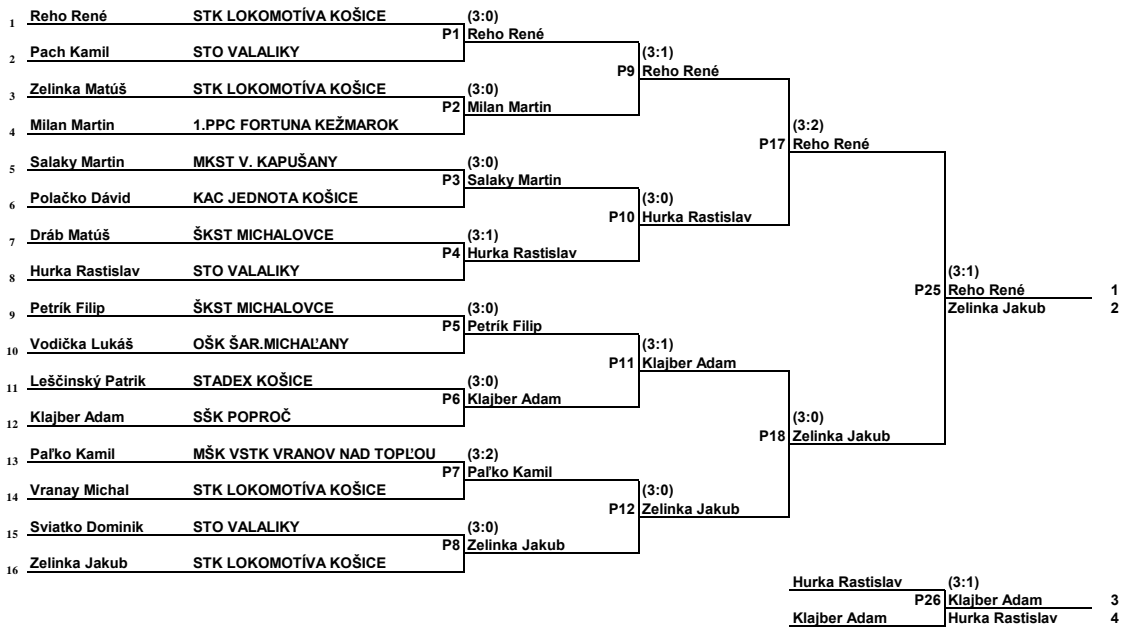 1 Reho René STK LOKOMOTÍVA KOŠICE (3:0)
P1 Reho René
2 Pach Kamil STO VALALIKY (3:1)
P9 Reho René
3 Zelinka Matúš STK LOKOMOTÍVA KOŠICE (3:0)
P2 Milan Martin
4 Milan Martin 1.PPC FORTUNA KEŽMAROK (3:2)
P17 Reho René
5 Salaky Martin MKST V. KAPUŠANY (3:0)
P3 Salaky Martin
6 Polačko Dávid KAC JEDNOTA KOŠICE (3:0)
P10 Hurka Rastislav
7 Dráb Matúš ŠKST MICHALOVCE (3:1)
P4 Hurka Rastislav
8 Hurka Rastislav STO VALALIKY (3:1)
P25 Reho René 1
9 Petrík Filip ŠKST MICHALOVCE (3:0) Zelinka Jakub 2
P5 Petrík Filip
10 Vodička Lukáš OŠK ŠAR.MICHAĽANY (3:1)
P11 Klajber Adam
11 Leščinský Patrik STADEX KOŠICE (3:0)
P6 Klajber Adam
12 Klajber Adam SŠK POPROČ (3:0)
P18 Zelinka Jakub
13 Paľko Kamil MŠK VSTK VRANOV NAD TOPĽOU (3:2)
P7 Paľko Kamil
14 Vranay Michal STK LOKOMOTÍVA KOŠICE (3:0)
P12 Zelinka Jakub
15 Sviatko Dominik STO VALALIKY (3:0)
P8 Zelinka Jakub
16 Zelinka Jakub STK LOKOMOTÍVA KOŠICE
Hurka Rastislav (3:1)
P26 Klajber Adam 3
Klajber Adam Hurka Rastislav 4